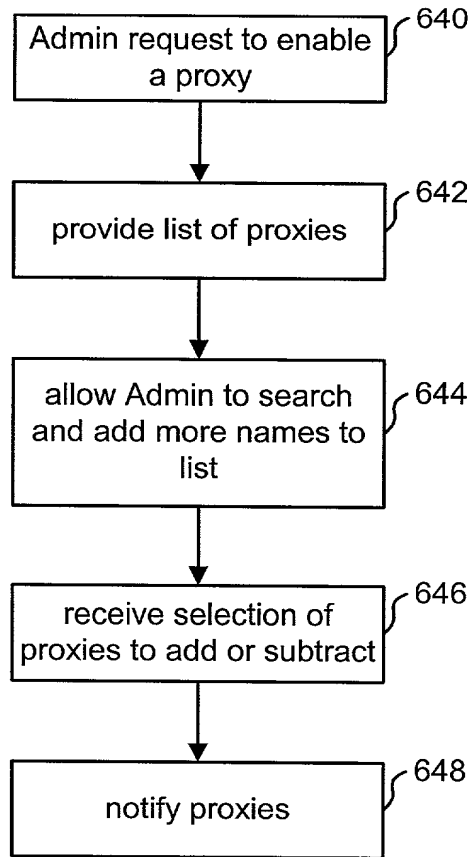 640
Admin request to enable
a proxy
642
provide list of proxies
644
allow Admin to search
and add more names to
list
646
receive selection of
proxies to add or subtract
648
notify proxies